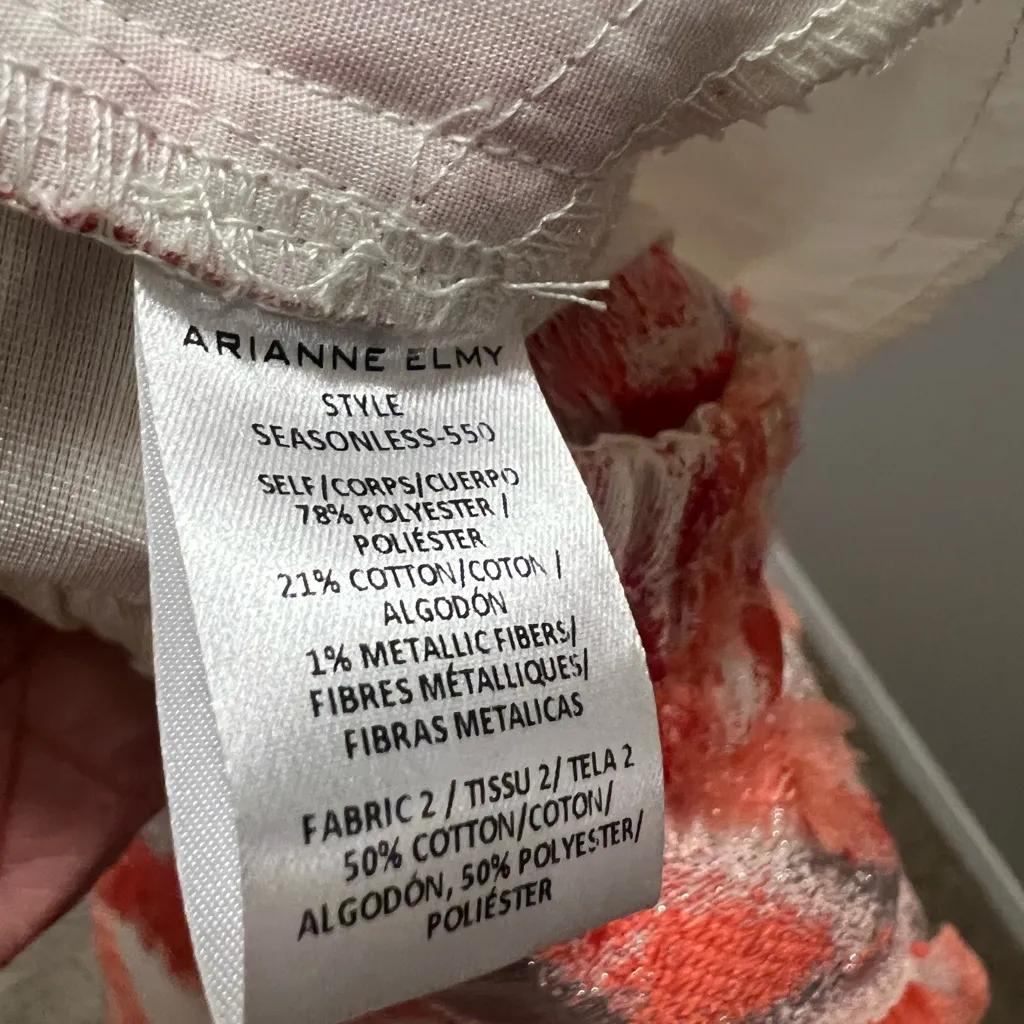 ARIANNE ELMY
STYLE
SEASONLESS-550
SELF/CORPS/CUERPO
78% POLYESTER /
POLIÉSTER
21% COTTON/COTON /
ALGODÓN
1% METALLIC FIBERS/
FIBRES MÉTALLIQUES/
FIBRAS METALICAS
FABRIC 2 / TISSU 2/ TELA 2
50% COTTON/COTON/
ALGODÓN, 50% POLYESTER/
POLIÉSTER